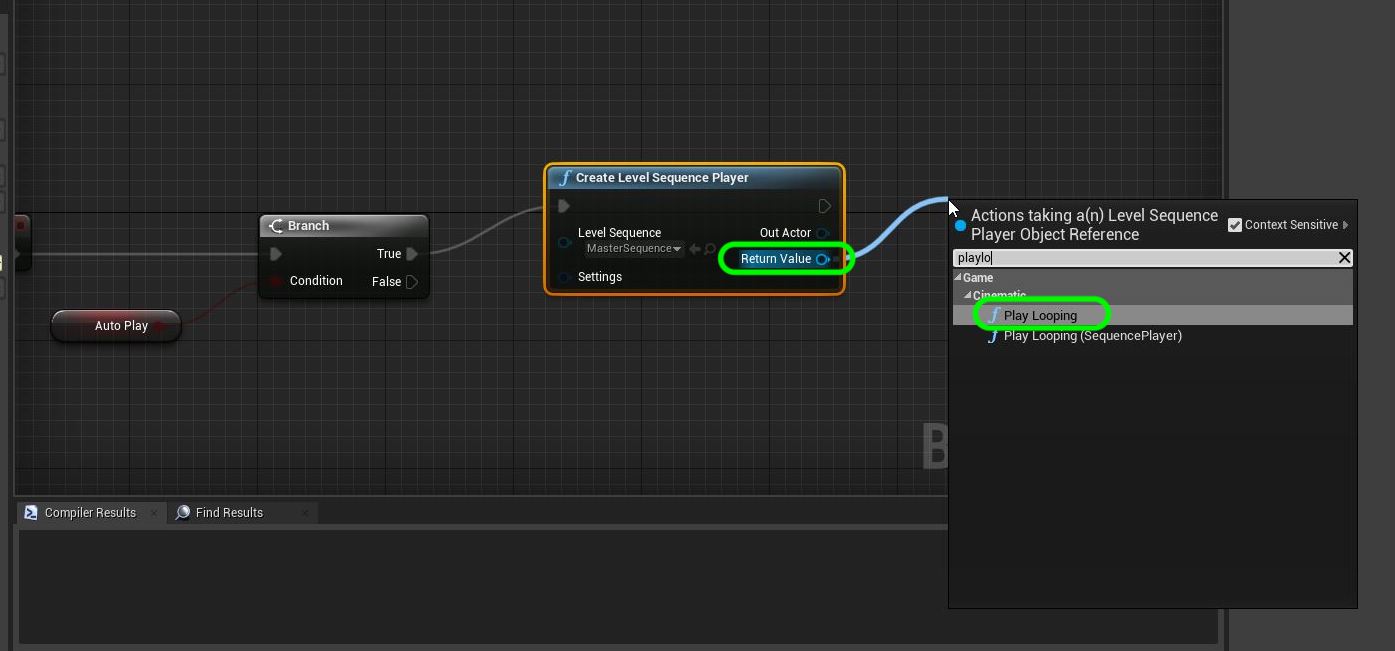 Create Level Sequence Player
Branch
True
Condition
False
Auto Play
Level Sequence
MasterSequence
Out Actor
Return Value
Settings
Actions taking a(n) Level Sequence
Player Object Reference
Context Sensitive
playlo
Game
Cinematic
Play Looping
Play Looping (SequencePlayer)
B
Compiler Results
Find Results